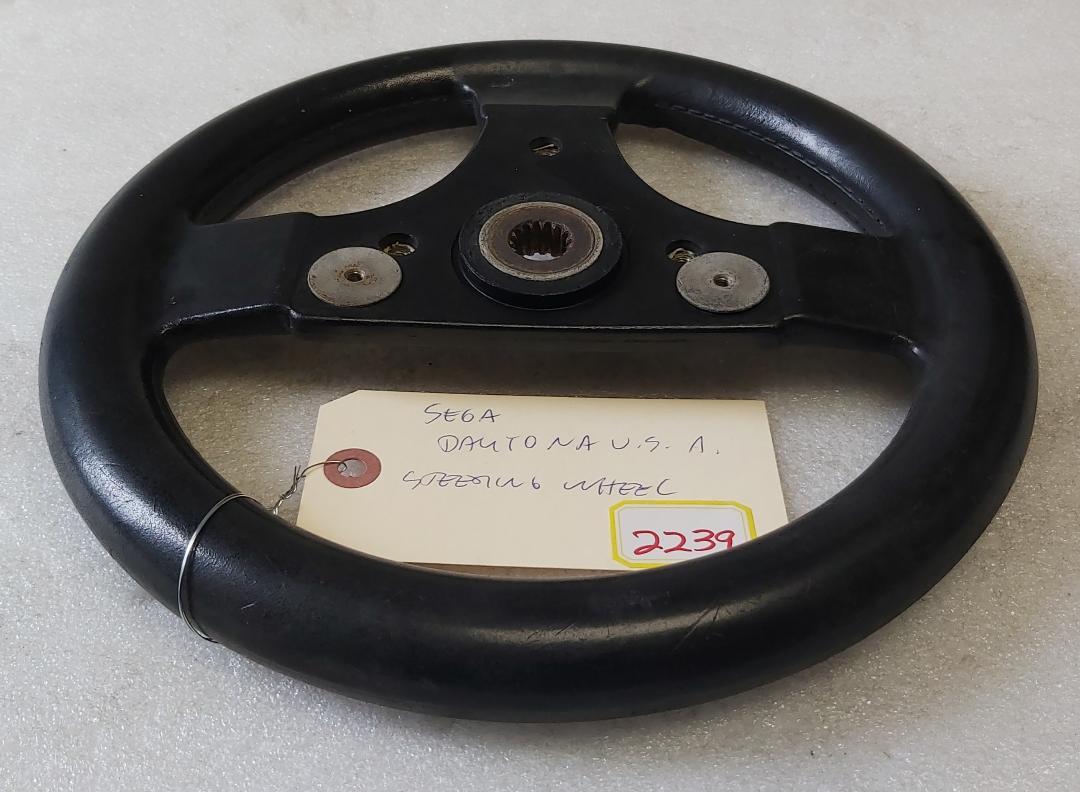 SEGA
DAYTONA U.S.A.
STEERING WHEEL
2239